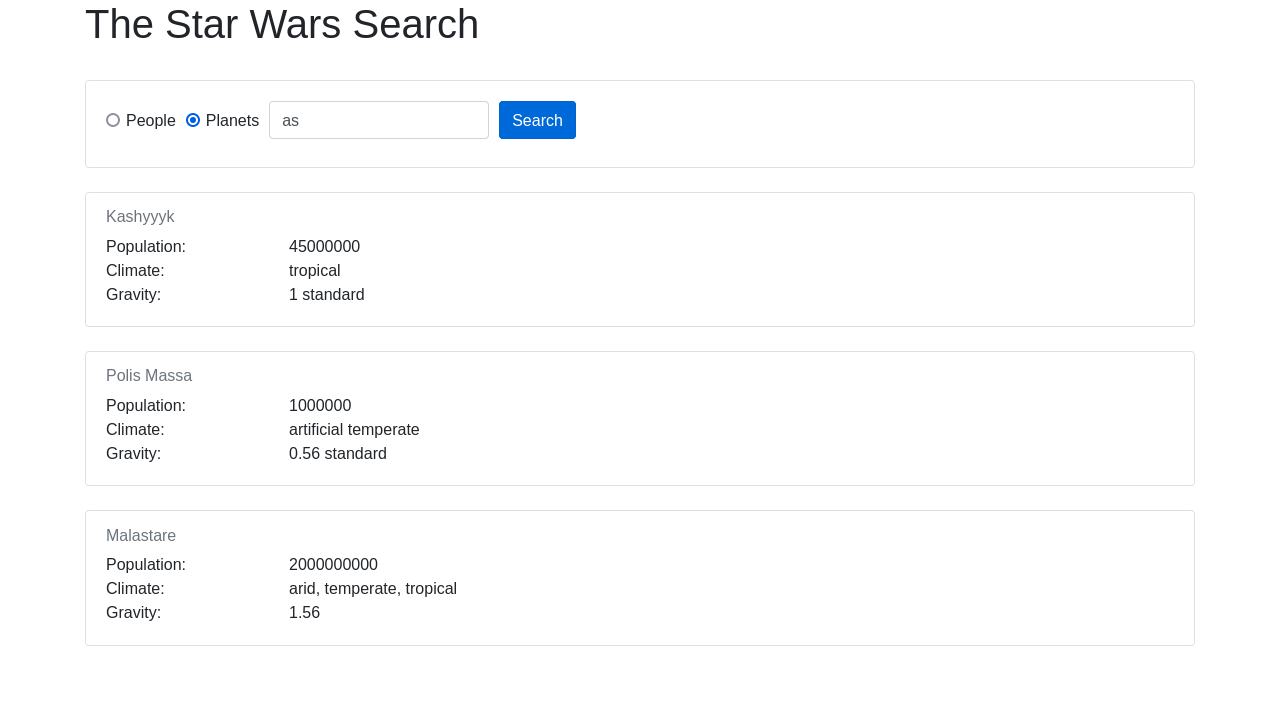 The Star Wars Search
People Planets as Search
Kashyyyk
Population: 45000000
Climate: tropical
Gravity: 1 standard
Polis Massa
Population: 1000000
Climate: artificial temperate
Gravity: 0.56 standard
Malastare
Population: 2000000000
Climate: arid, temperate, tropical
Gravity: 1.56